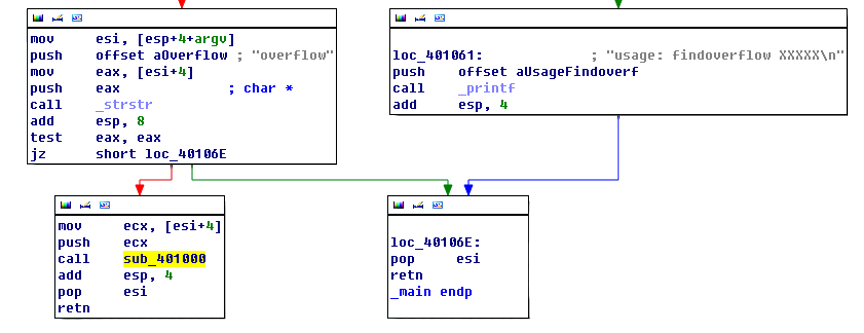 mov esi, [esp+4+argv]
push offset aOverflow ; "overflow"
mov eax, [esi+4]
push eax ; char *
call _strstr
add esp, 8
test eax, eax
jz short loc_40106E
loc_401061: ; "usage: findoverflow XXXXX\n"
push offset aUsageFindoverf
call _printf
add esp, 4
mov ecx, [esi+4]
push ecx
call sub_401000
add esp, 4
pop esi
retn
loc_40106E:
pop esi
retn
_main endp